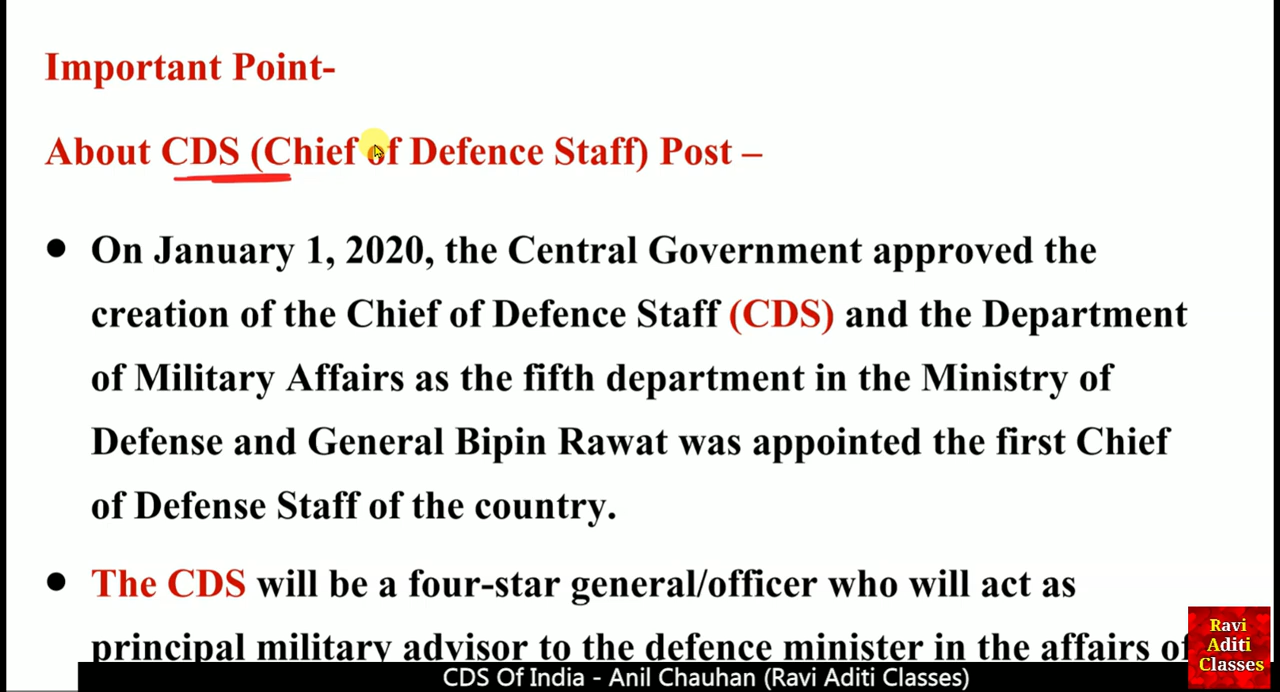 Important Point-
About CDS (Chief of Defence Staff) Post –
• On January 1, 2020, the Central Government approved the
creation of the Chief of Defence Staff (CDS) and the Department
of Military Affairs as the fifth department in the Ministry of
Defense and General Bipin Rawat was appointed the first Chief
of Defense Staff of the country.
• The CDS will be a four-star general/officer who will act as
principal military advisor to the defence minister in the affairs of
Ravi
Aditi
Classes
CDS Of India - Anil Chauhan (Ravi Aditi Classes)